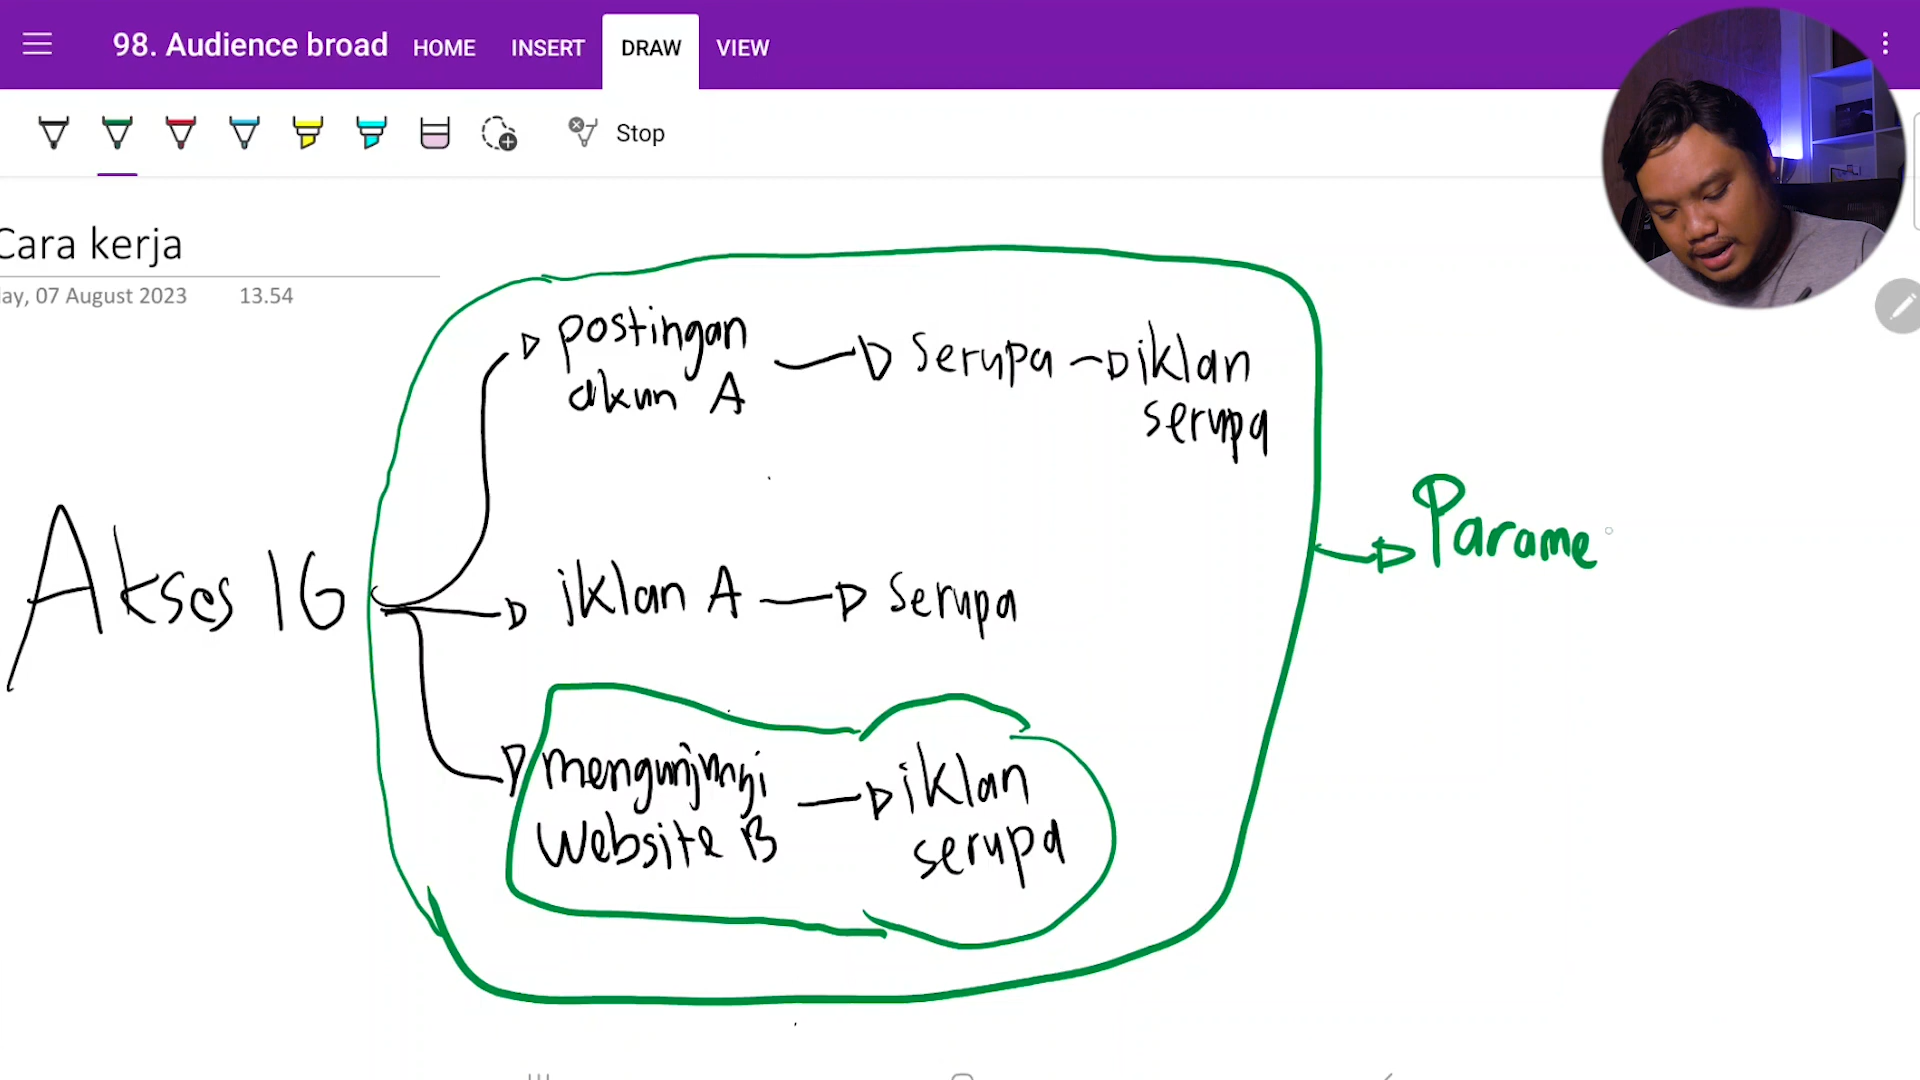 98. Audience broad HOME INSERT DRAW VIEW
Stop
Cara kerja
ay, 07 August 2023 13.54
postingan
akun A
serupa
iklan
serupa
Akses IG
iklan A
serupa
mengunjungi
website B
iklan
serupa
Parame